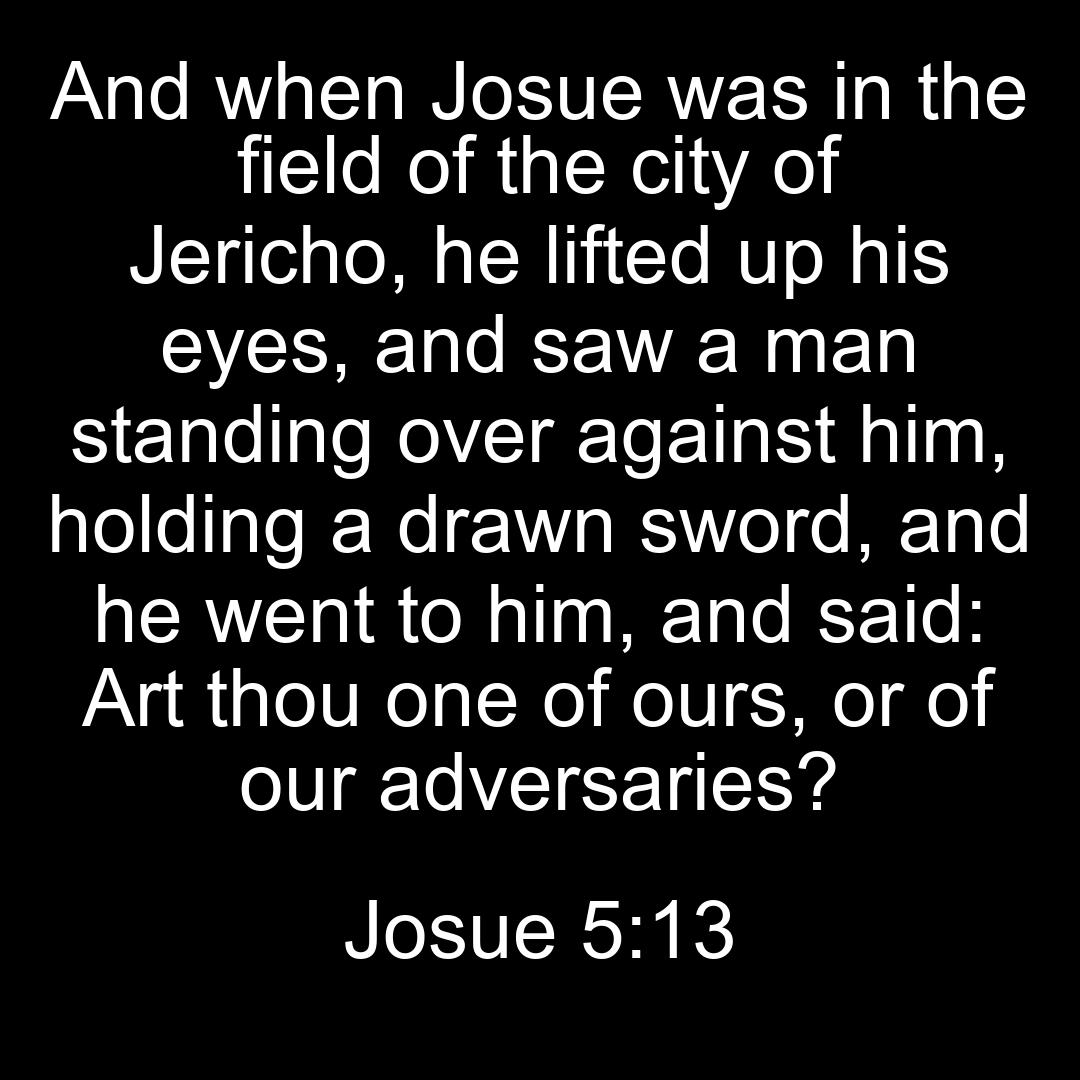 And when Josue was in the
field of the city of
Jericho, he lifted up his
eyes, and saw a man
standing over against him,
holding a drawn sword, and
he went to him, and said:
Art thou one of ours, or of
our adversaries?
Josue 5:13